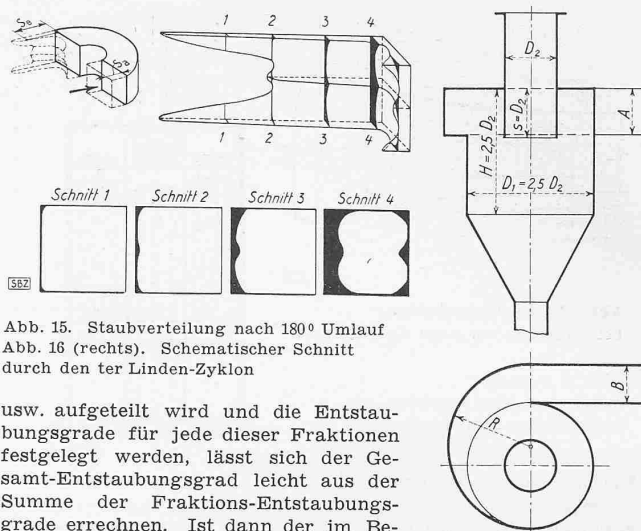 S_a
S_a
1 2 3 4
1 2 3 4
Schnitt 1 Schnitt 2 Schnitt 3 Schnitt 4
SBZ
Abb. 15. Staubverteilung nach 180⁰ Umlauf
Abb. 16 (rechts). Schematischer Schnitt
durch den ter Linden-Zyklon
usw. aufgeteilt wird und die Entstau-
bungsgrade für jede dieser Fraktionen
festgelegt werden, lässt sich der Ge-
samt-Entstaubungsgrad leicht aus der
Summe der Fraktions-Entstaubungs-
grade errechnen. Ist dann der im Be-
D₂
A
S=D₂
H=2,5 D₂
D₁=2,5 D₂
B
R